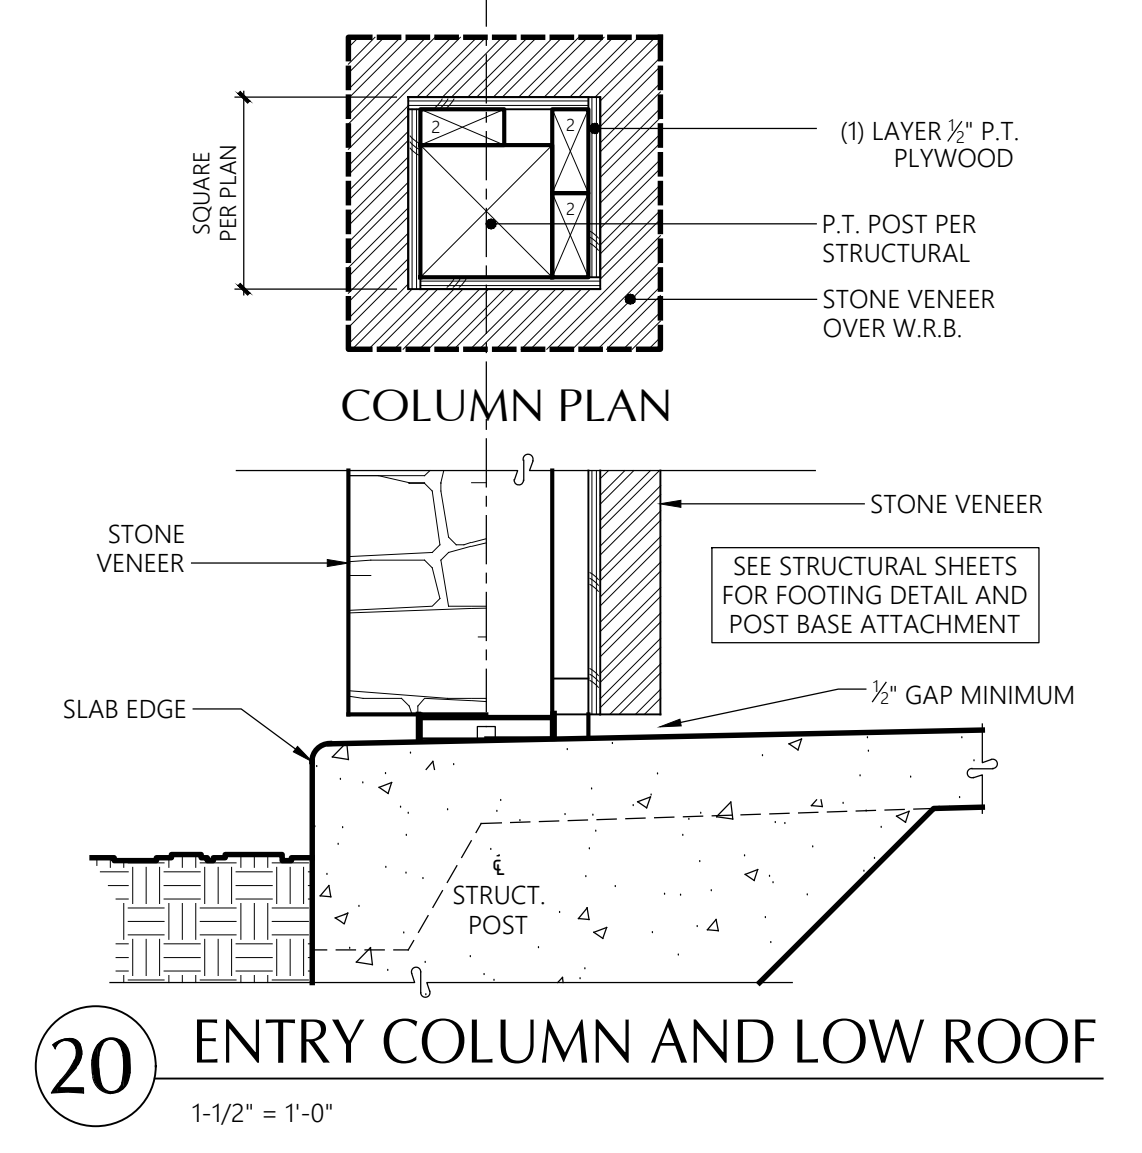 2
2
2
SQUARE
PER PLAN
(1) LAYER ½" P.T.
PLYWOOD
P.T. POST PER
STRUCTURAL
STONE VENEER
OVER W.R.B.
COLUMN PLAN
STONE
VENEER
STONE VENEER
SEE STRUCTURAL SHEETS
FOR FOOTING DETAIL AND
POST BASE ATTACHMENT
SLAB EDGE
½" GAP MINIMUM
℄
STRUCT.
POST
20
ENTRY COLUMN AND LOW ROOF
1-1/2" = 1'-0"